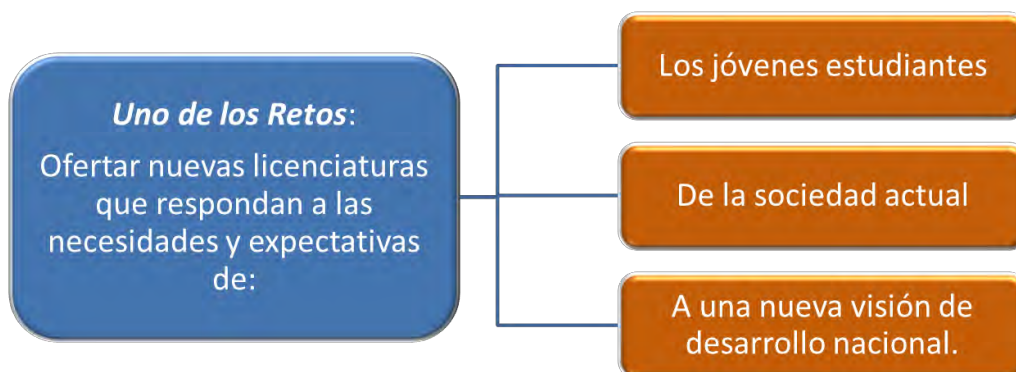 Uno de los Retos:
Ofertar nuevas licenciaturas
que respondan a las
necesidades y expectativas
de:
Los jóvenes estudiantes
De la sociedad actual
A una nueva visión de
desarrollo nacional.